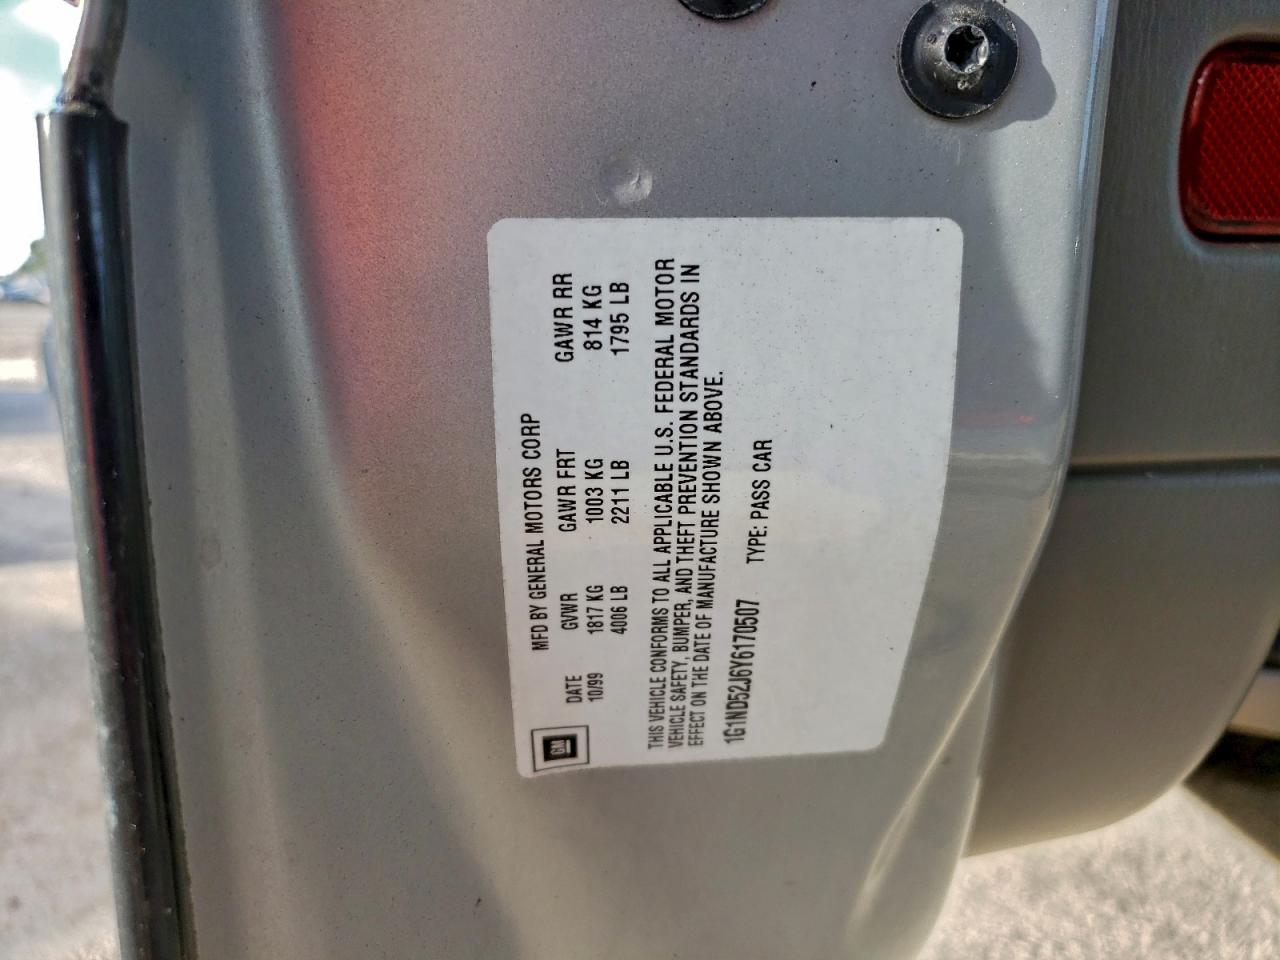 GM
MFD BY GENERAL MOTORS CORP
DATE GVWR GAWR FRT GAWR RR
10/99 1817 KG 1003 KG 814 KG
4006 LB 2211 LB 1795 LB
THIS VEHICLE CONFORMS TO ALL APPLICABLE U.S. FEDERAL MOTOR
VEHICLE SAFETY, BUMPER, AND THEFT PREVENTION STANDARDS IN
EFFECT ON THE DATE OF MANUFACTURE SHOWN ABOVE.
1G1ND52J6Y6170507 TYPE: PASS CAR